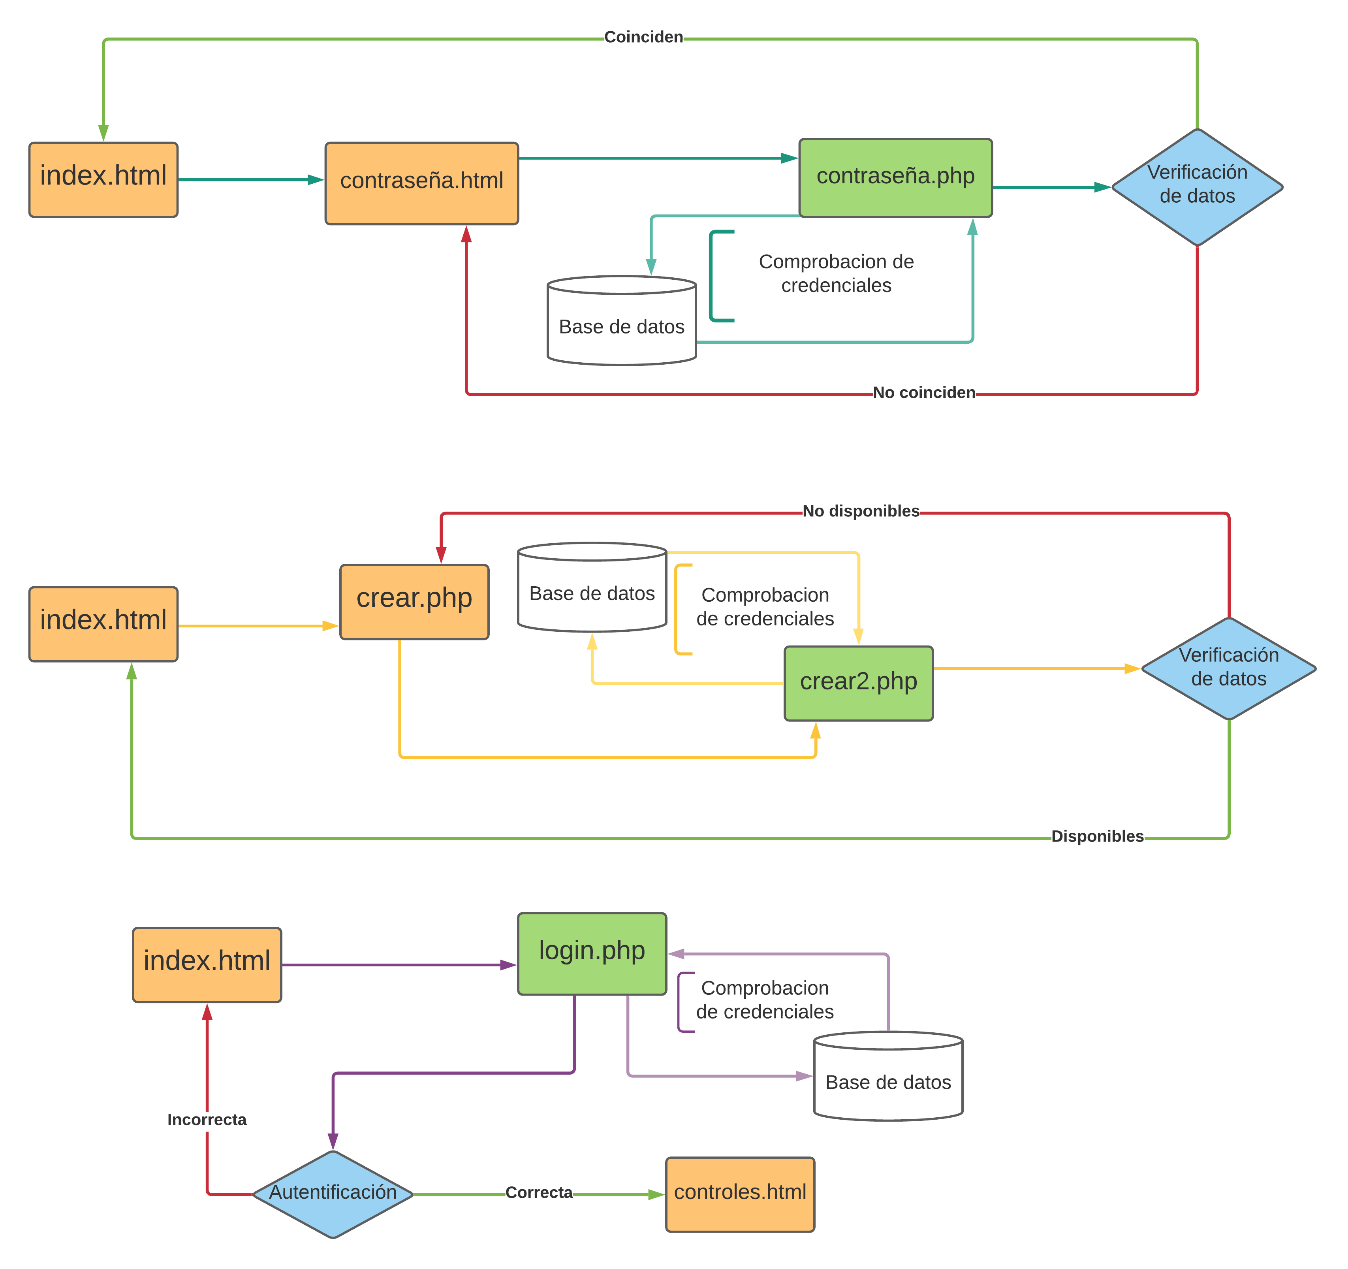 Coinciden
index.html
contraseña.html
contraseña.php
Verificación
de datos
Comprobacion de
credenciales
Base de datos
No coinciden
No disponibles
index.html
crear.php
Base de datos
Comprobacion
de credenciales
crear2.php
Verificación
de datos
Disponibles
index.html
login.php
Comprobacion
de credenciales
Base de datos
Incorrecta
Autentificación
Correcta
controles.html